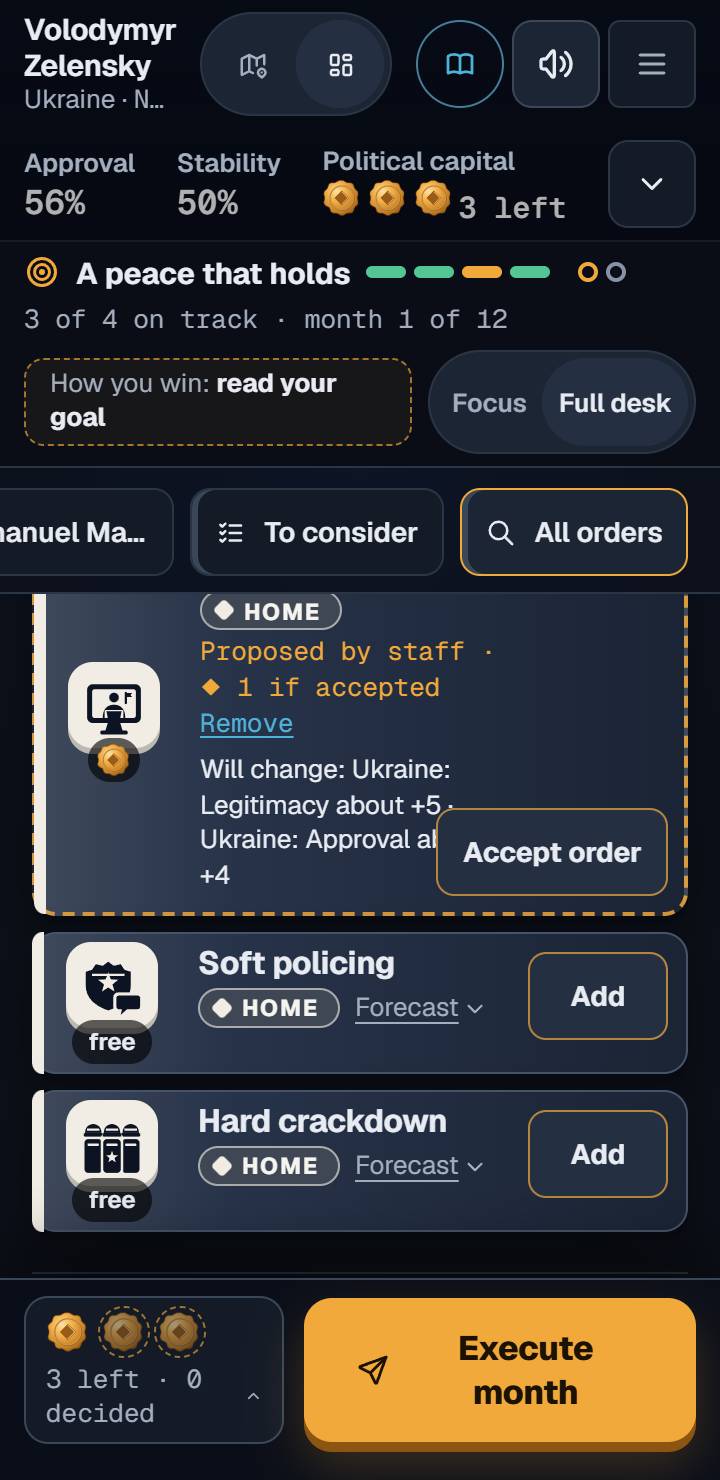 Volodymyr
Zelensky
Ukraine · N…
Approval
56%
Stability
50%
Political capital
3 left
A peace that holds
3 of 4 on track · month 1 of 12
How you win: read your
goal
Focus
Full desk
anuel Ma...
To consider
All orders
HOME
Proposed by staff ·
◆ 1 if accepted
Remove
Will change: Ukraine:
Legitimacy about +5 ·
Ukraine: Approval ab
+4
Accept order
Soft policing
HOME
Forecast
Add
free
Hard crackdown
HOME
Forecast
Add
free
3 left · 0
decided
Execute
month